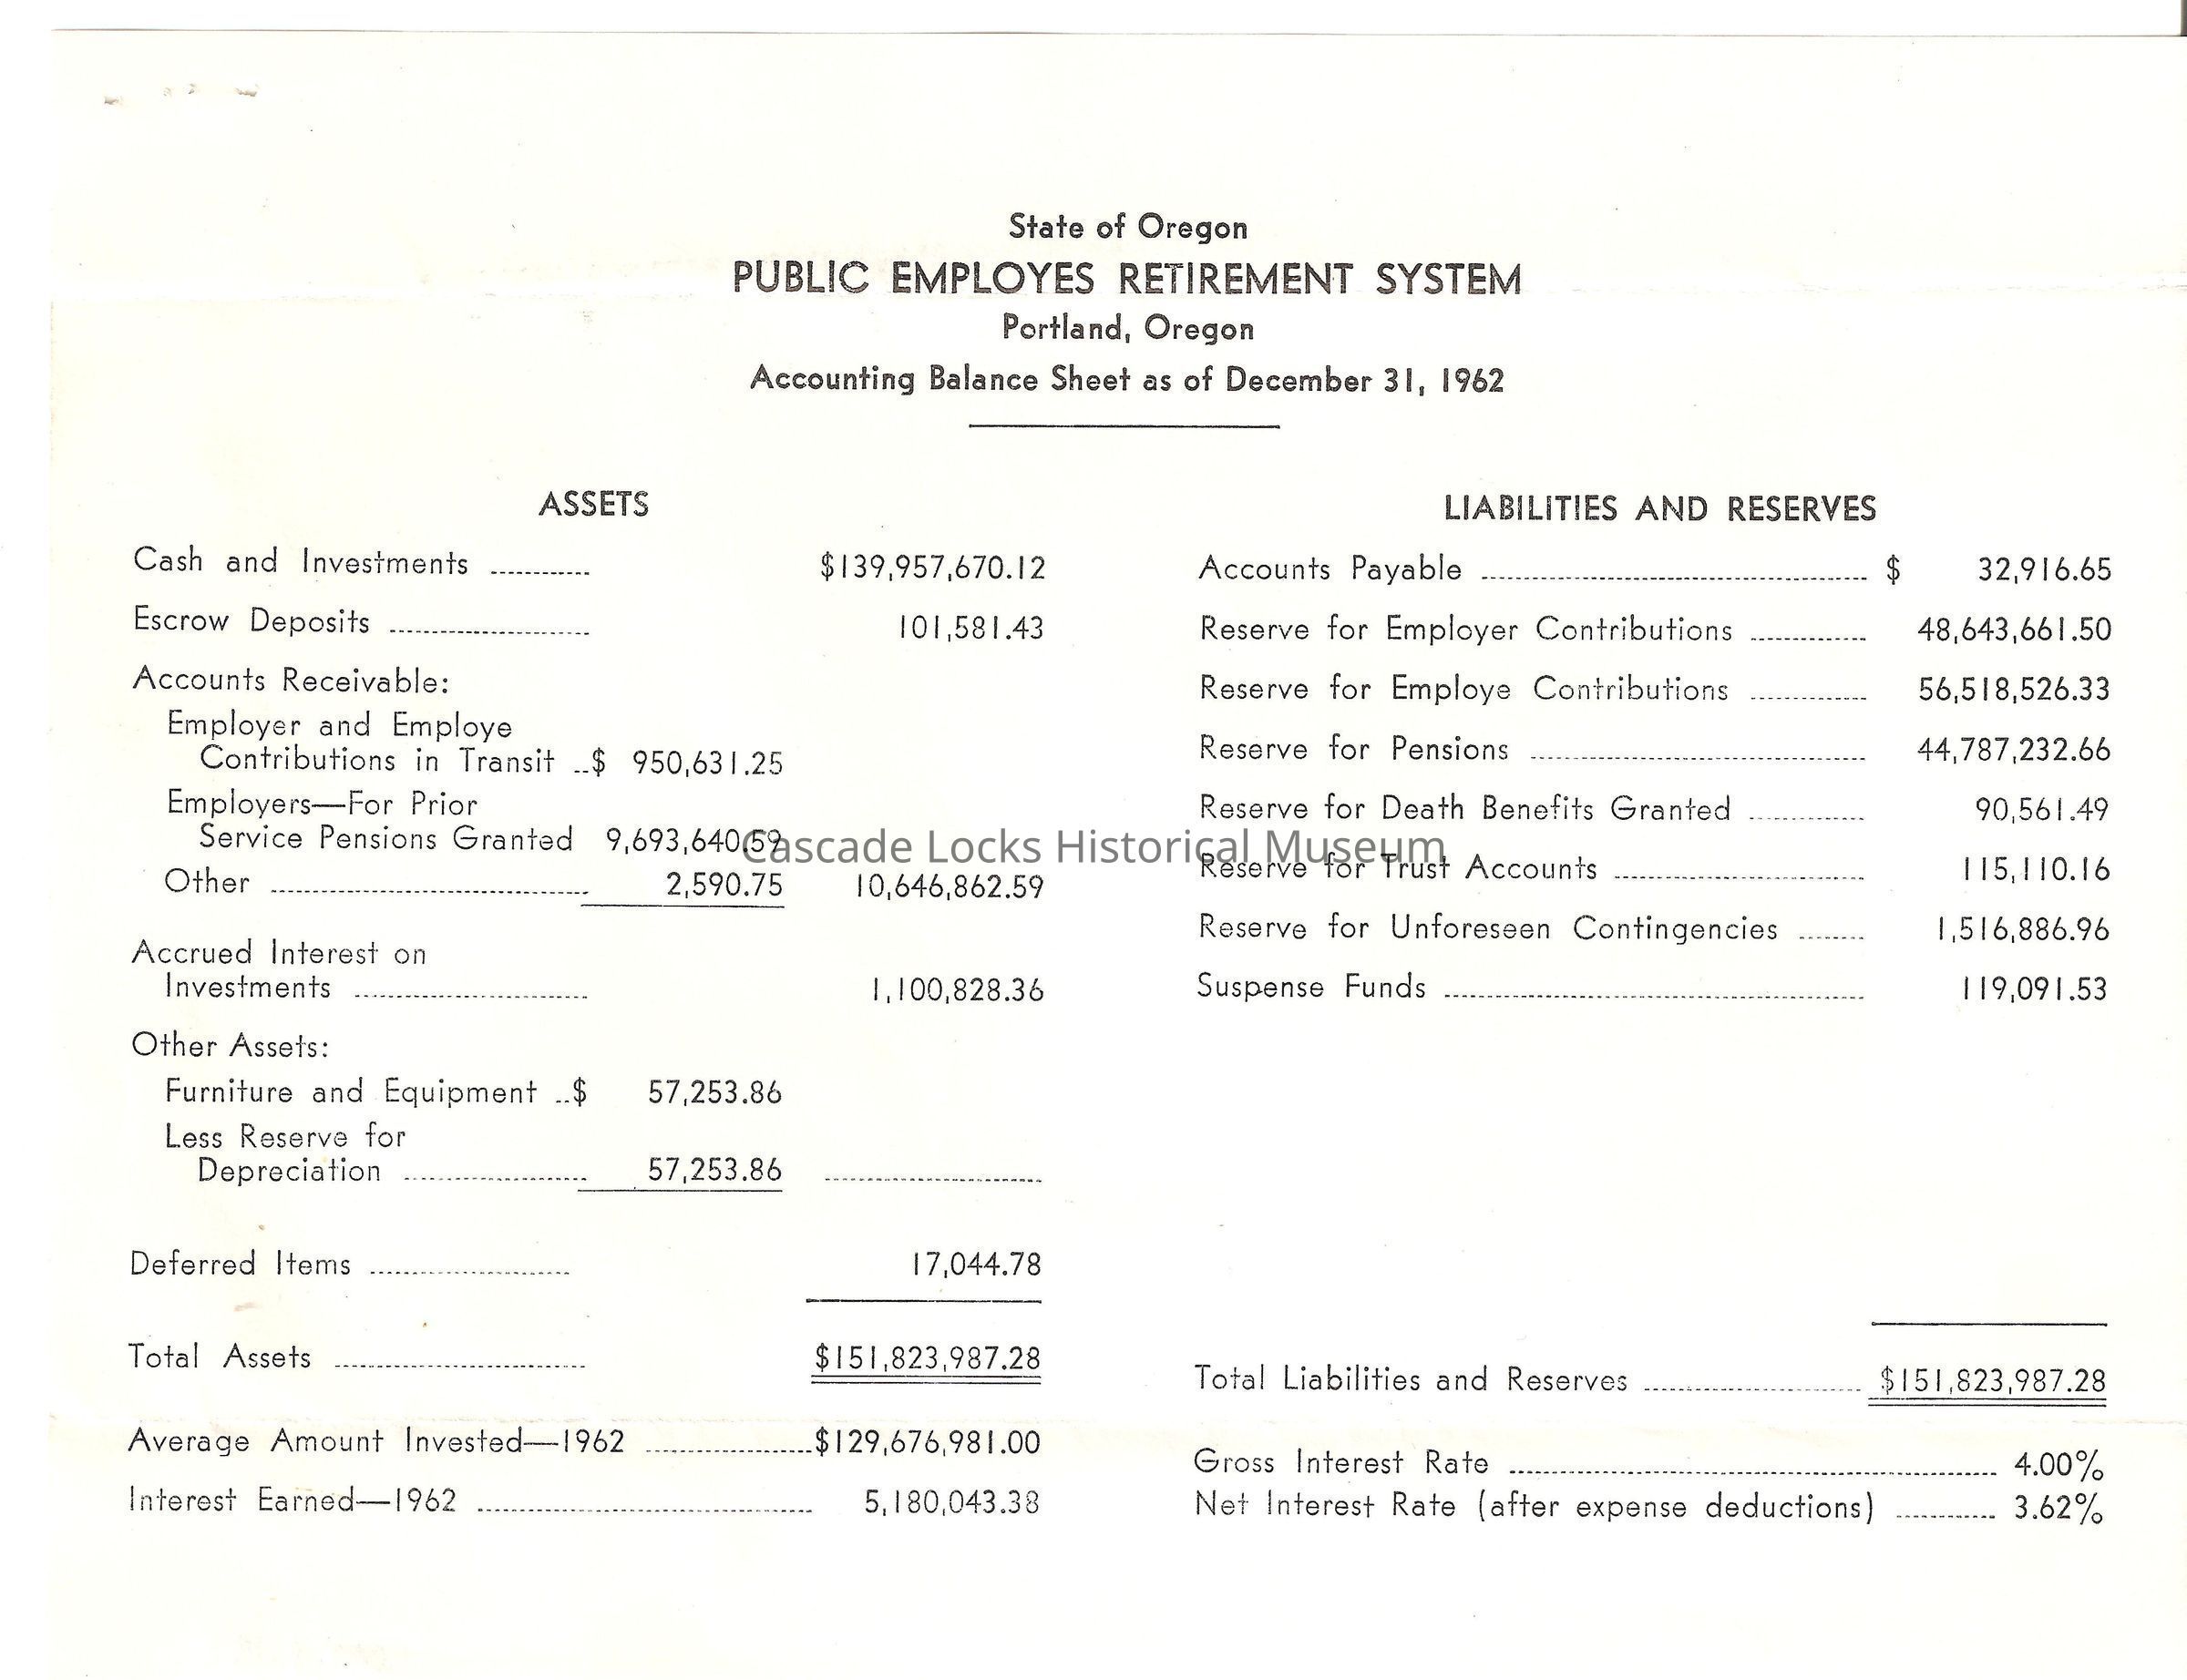 State of Oregon
PUBLIC EMPLOYES RETIREMENT SYSTEM
Portland, Oregon
Accounting Balance Sheet as of December 31, 1962
ASSETS
Cash and Investments ............ $139,957,670.12
Escrow Deposits ........................ 101,581.43
Accounts Receivable:
Employer and Employe
Contributions in Transit ..$ 950,631.25
Employers—For Prior
Service Pensions Granted 9,693,640.59
Other ...................................... 2,590.75 10,646,862.59
Accrued Interest on
Investments ............................ 1,100,828.36
Other Assets:
Furniture and Equipment ..$ 57,253.86
Less Reserve for
Depreciation ...................... 57,253.86 ..........................
Deferred Items ........................ 17,044.78
Total Assets .............................. $151,823,987.28
Average Amount Invested—1962 ....................$129,676,981.00
Interest Earned—1962 ........................................ 5,180,043.38
LIABILITIES AND RESERVES
Accounts Payable .............................................. $ 32,916.65
Reserve for Employer Contributions .............. 48,643,661.50
Reserve for Employe Contributions .............. 56,518,526.33
Reserve for Pensions ........................................ 44,787,232.66
Reserve for Death Benefits Granted .............. 90,561.49
Reserve for Trust Accounts .............................. 115,110.16
Reserve for Unforeseen Contingencies ........ 1,516,886.96
Suspense Funds .................................................. 119,091.53
Total Liabilities and Reserves .......................... $151,823,987.28
Gross Interest Rate .......................................................... 4.00%
Net Interest Rate (after expense deductions) ............ 3.62%
Cascade Locks Historical Museum